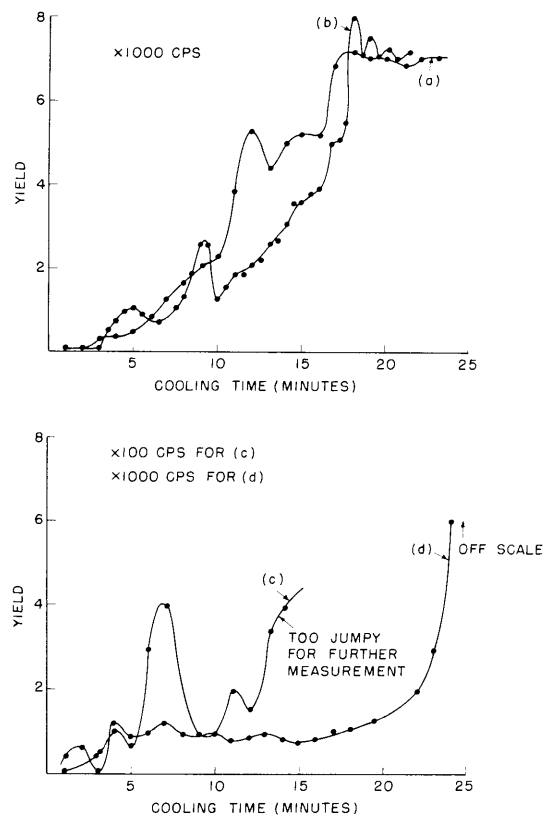 8
(b)
×1000 CPS
(a)
6
YIELD
4
2
5
10
15
20
25
COOLING TIME (MINUTES)
8
×100 CPS FOR (c)
×1000 CPS FOR (d)
6
(d)
OFF SCALE
YIELD
(c)
4
TOO JUMPY
FOR FURTHER
MEASUREMENT
2
5
10
15
20
25
COOLING TIME (MINUTES)